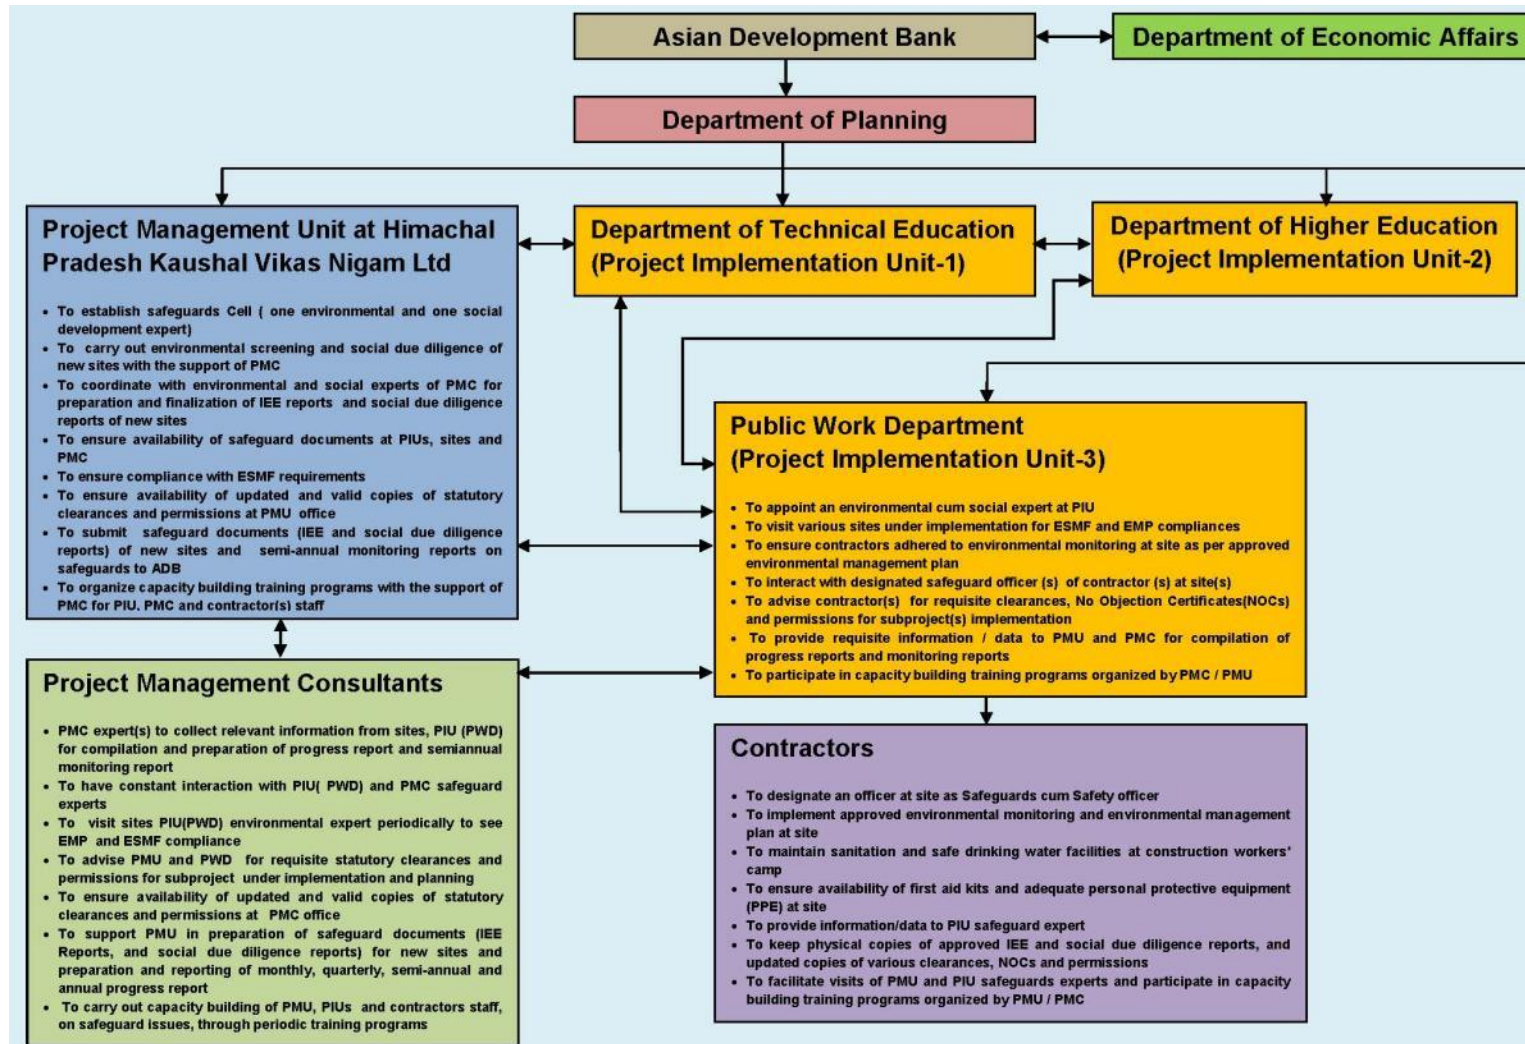 Asian Development Bank
Department of Economic Affairs
Department of Planning
Project Management Unit at Himachal
Pradesh Kaushal Vikas Nigam Ltd
• To establish safeguards Cell ( one environmental and one social
development expert)
• To carry out environmental screening and social due diligence of
new sites with the support of PMC
• To coordinate with environmental and social experts of PMC for
preparation and finalization of IEE reports and social due diligence
reports of new sites
• To ensure availability of safeguard documents at PIUs, sites and
PMC
• To ensure compliance with ESMF requirements
• To ensure availability of updated and valid copies of statutory
clearances and permissions at PMU office
• To submit safeguard documents (IEE and social due diligence
reports) of new sites and semi-annual monitoring reports on
safeguards to ADB
• To organize capacity building training programs with the support of
PMC for PIU, PMC and contractor(s) staff
Department of Technical Education
(Project Implementation Unit-1)
Department of Higher Education
(Project Implementation Unit-2)
Public Work Department
(Project Implementation Unit-3)
• To appoint an environmental cum social expert at PIU
• To visit various sites under implementation for ESMF and EMP compliances
• To ensure contractors adhered to environmental monitoring at site as per approved
environmental management plan
• To interact with designated safeguard officer (s) of contractor (s) at site(s)
• To advise contractor(s) for requisite clearances, No Objection Certificates(NOCs)
and permissions for subproject(s) implementation
• To provide requisite information / data to PMU and PMC for compilation of
progress reports and monitoring reports
• To participate in capacity building training programs organized by PMC / PMU
Project Management Consultants
• PMC expert(s) to collect relevant information from sites, PIU (PWD)
for compilation and preparation of progress report and semiannual
monitoring report
• To have constant interaction with PIU( PWD) and PMC safeguard
experts
• To visit sites PIU(PWD) environmental expert periodically to see
EMP and ESMF compliance
• To advise PMU and PWD for requisite statutory clearances and
permissions for subproject under implementation and planning
• To ensure availability of updated and valid copies of statutory
clearances and permissions at PMC office
• To support PMU in preparation of safeguard documents (IEE
Reports, and social due diligence reports) for new sites and
preparation and reporting of monthly, quarterly, semi-annual and
annual progress report
• To carry out capacity building of PMU, PIUs and contractors staff,
on safeguard issues, through periodic training programs
Contractors
• To designate an officer at site as Safeguards cum Safety officer
• To implement approved environmental monitoring and environmental management
plan at site
• To maintain sanitation and safe drinking water facilities at construction workers'
camp
• To ensure availability of first aid kits and adequate personal protective equipment
(PPE) at site
• To provide information/data to PIU safeguard expert
• To keep physical copies of approved IEE and social due diligence reports, and
updated copies of various clearances, NOCs and permissions
• To facilitate visits of PMU and PIU safeguards experts and participate in capacity
building training programs organized by PMU / PMC